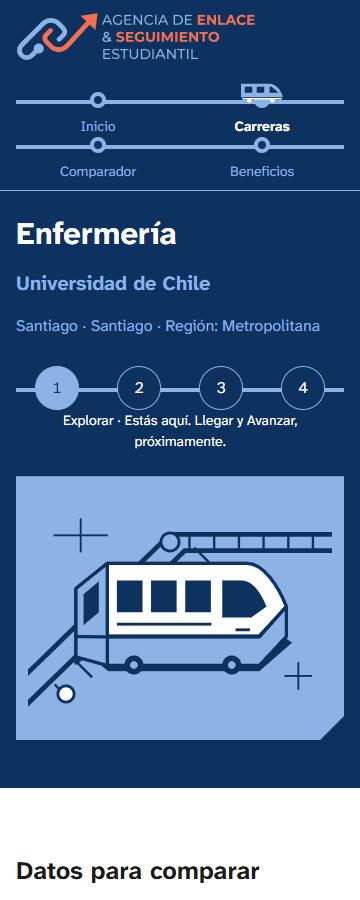 AGENCIA DE ENLACE
& SEGUIMIENTO
ESTUDIANTIL
Inicio
Carreras
Comparador
Beneficios
Enfermería
Universidad de Chile
Santiago · Santiago · Región: Metropolitana
1
2
3
4
Explorar · Estás aquí. Llegar y Avanzar,
próximamente.
Datos para comparar